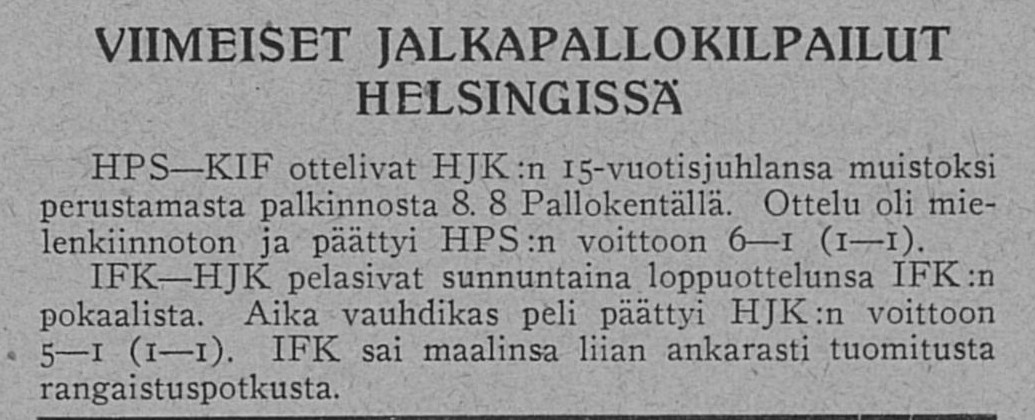 VIIMEISET JALKAPALLOKILPAILUT
HELSINGISSÄ
HPS—KIF ottelivat HJK:n 15-vuotisjuhlansa muistoksi
perustamasta palkinnosta 8. 8 Pallokentällä. Ottelu oli mie-
lenkiinnoton ja päättyi HPS:n voittoon 6—1 (1—1).
IFK—HJK pelasivat sunnuntaina loppuottelunsa IFK:n
pokaalista. Aika vauhdikas peli päättyi HJK:n voittoon
5—1 (1—1). IFK sai maalinsa liian ankarasti tuomitusta
rangaistuspotkusta.